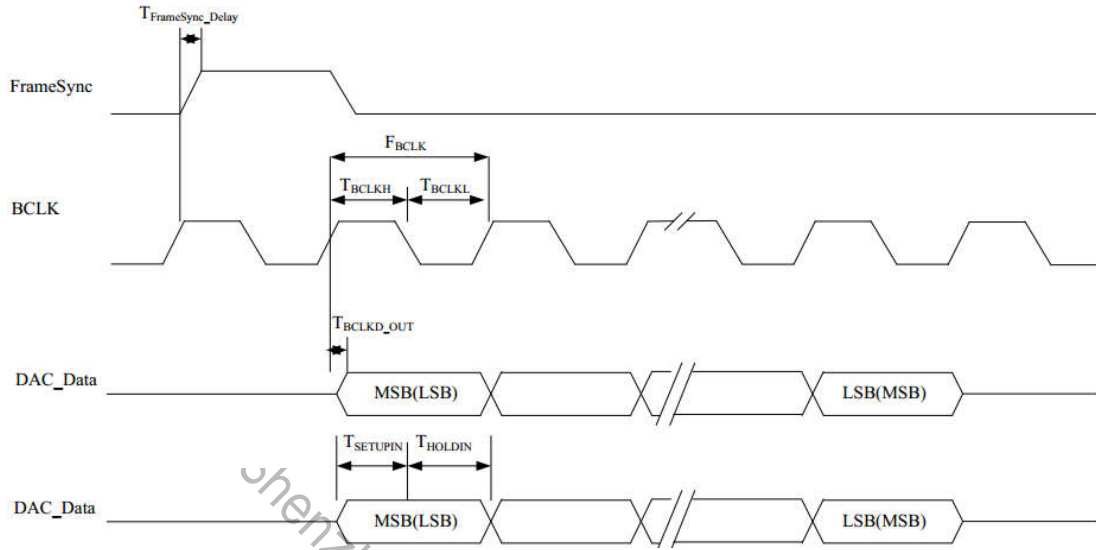 TFrameSync_Delay
FrameSync
FBCLK
TBCLKH TBCLKL
BCLK
TBCLKD_OUT
DAC_Data MSB(LSB) LSB(MSB)
TSETUPIN THOLDIN
DAC_Data MSB(LSB) LSB(MSB)